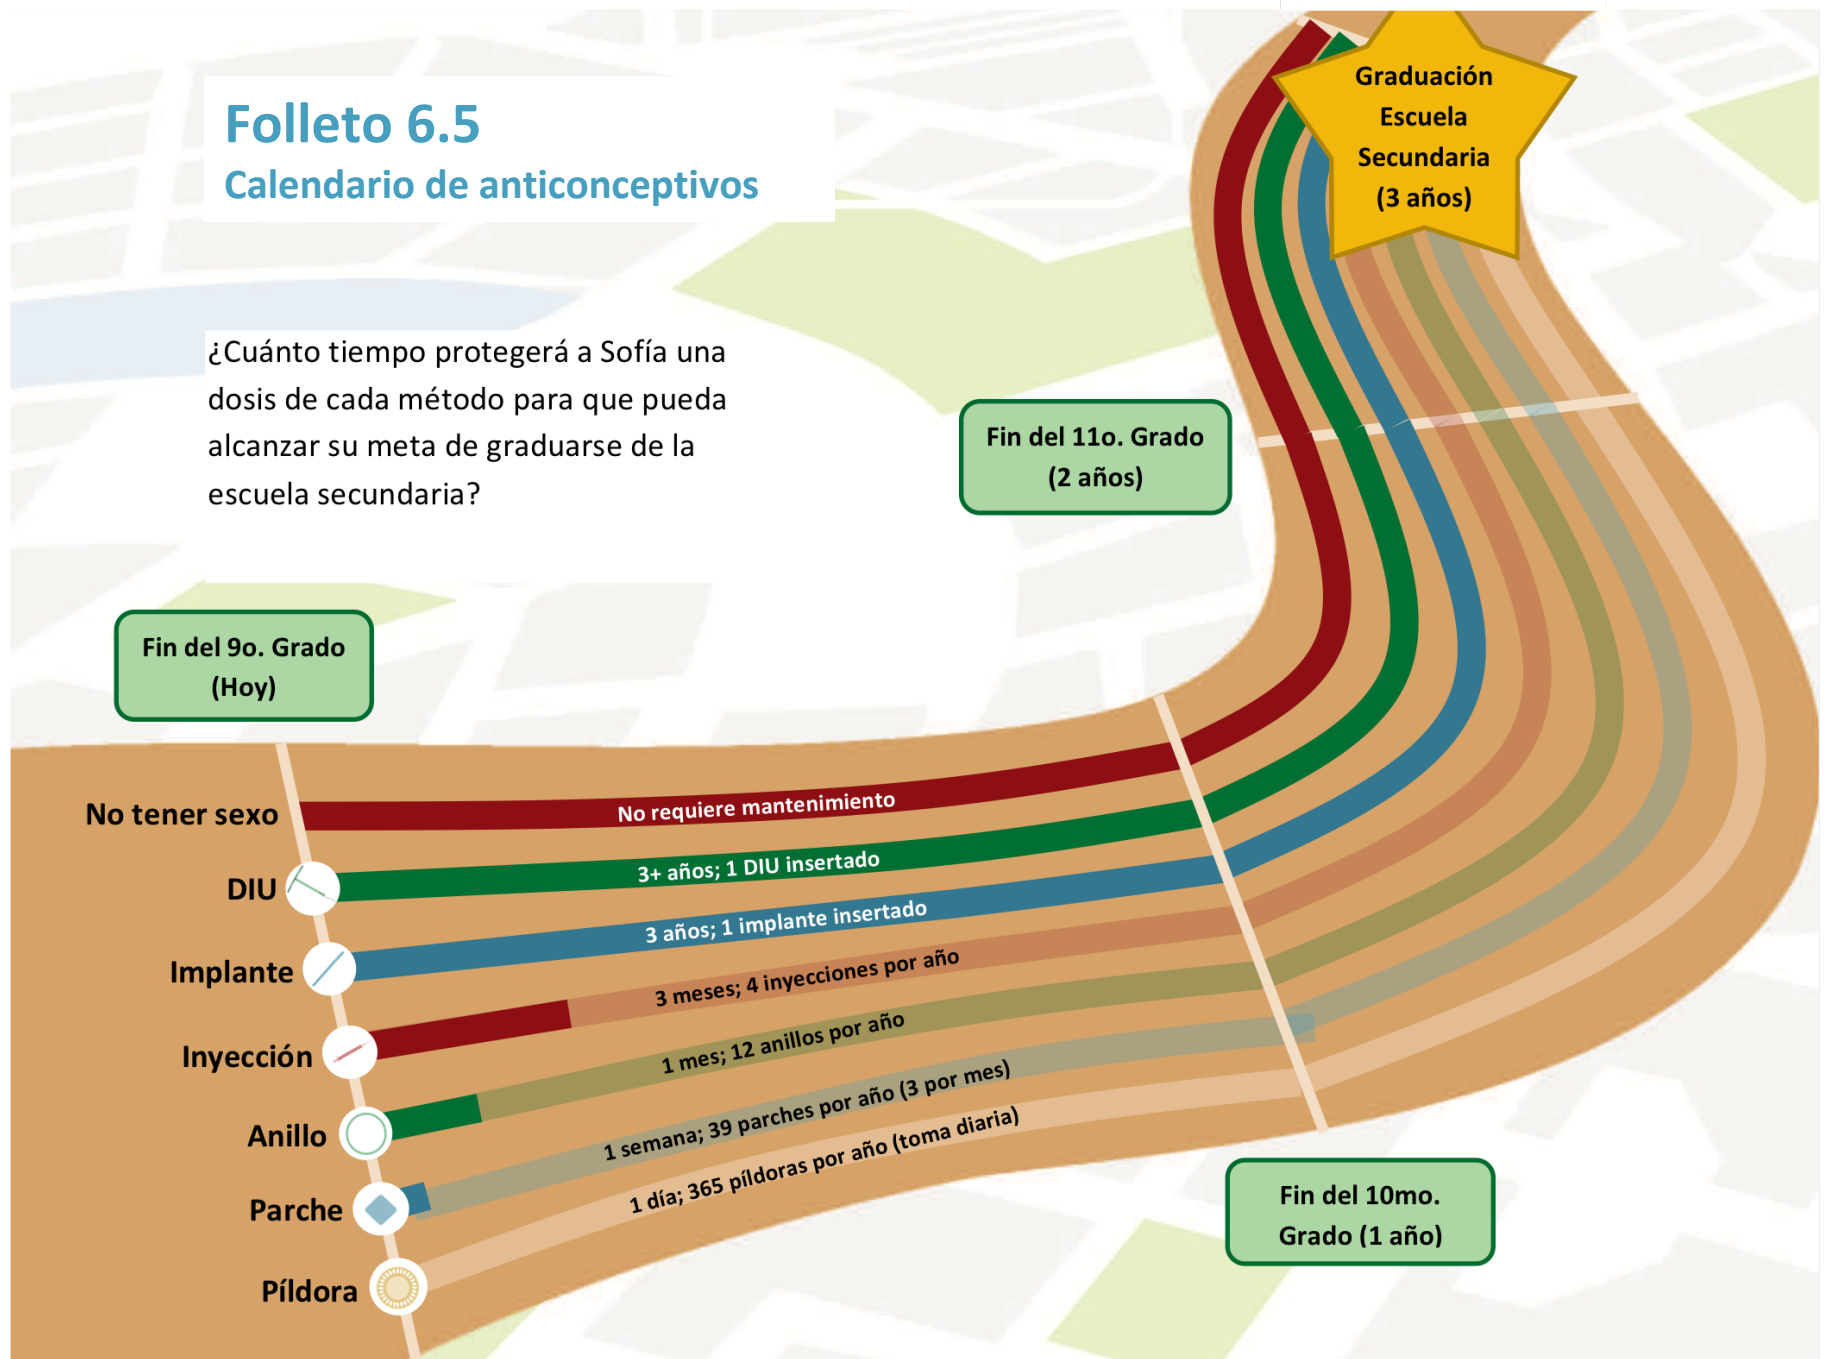 Folleto 6.5
Calendario de anticonceptivos
¿Cuánto tiempo protegerá a Sofía una
dosis de cada método para que pueda
alcanzar su meta de graduarse de la
escuela secundaria?
Graduación
Escuela
Secundaria
(3 años)
Fin del 11o. Grado
(2 años)
Fin del 9o. Grado
(Hoy)
No tener sexo
No requiere mantenimiento
DIU
3+ años; 1 DIU insertado
Implante
3 años; 1 implante insertado
Inyección
3 meses; 4 inyecciones por año
Anillo
1 mes; 12 anillos por año
Parche
1 semana; 39 parches por año (3 por mes)
Píldora
1 día; 365 píldoras por año (toma diaria)
Fin del 10mo.
Grado (1 año)